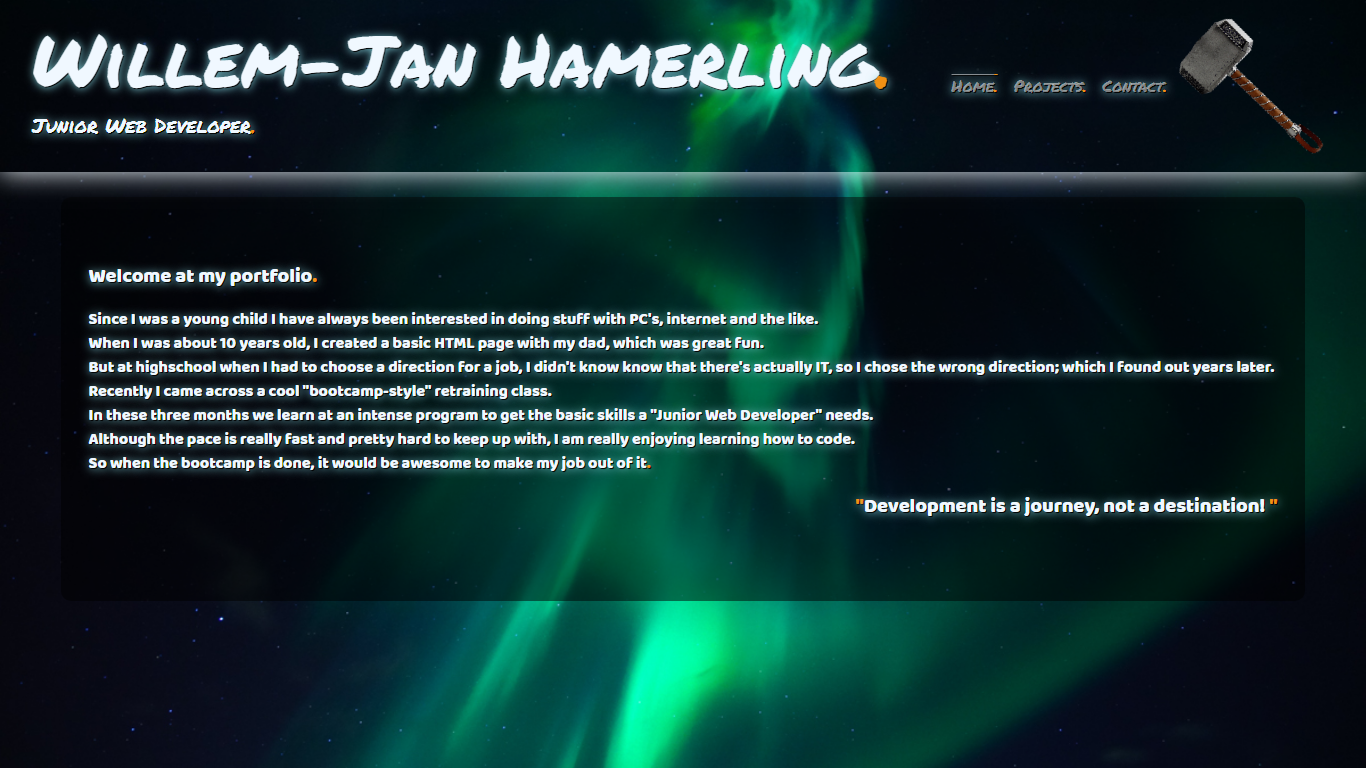 Willem-Jan Hamerling.
Junior Web Developer.
Home.
Projects.
Contact.
Welcome at my portfolio.
Since I was a young child I have always been interested in doing stuff with PC's, internet and the like.
When I was about 10 years old, I created a basic HTML page with my dad, which was great fun.
But at highschool when I had to choose a direction for a job, I didn't know know that there's actually IT, so I chose the wrong direction; which I found out years later.
Recently I came across a cool "bootcamp-style" retraining class.
In these three months we learn at an intense program to get the basic skills a "Junior Web Developer" needs.
Although the pace is really fast and pretty hard to keep up with, I am really enjoying learning how to code.
So when the bootcamp is done, it would be awesome to make my job out of it.
"Development is a journey, not a destination! "